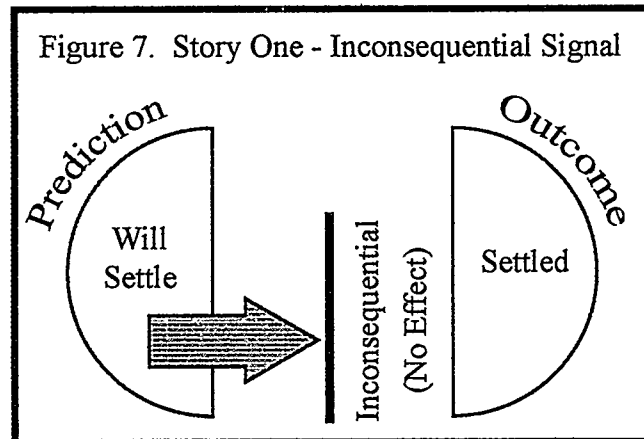 Figure 7. Story One - Inconsequential Signal
Prediction
Will
Settle
Inconsequential
(No Effect)
Outcome
Settled